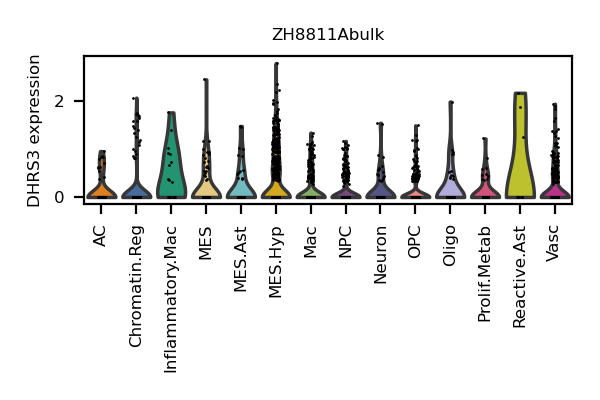 ZH8811Abulk
DHRS3 expression
2
0
AC
Chromatin.Reg
Inflammatory.Mac
MES
MES.Ast
MES.Hyp
Mac
NPC
Neuron
OPC
Oligo
Prolif.Metab
Reactive.Ast
Vasc